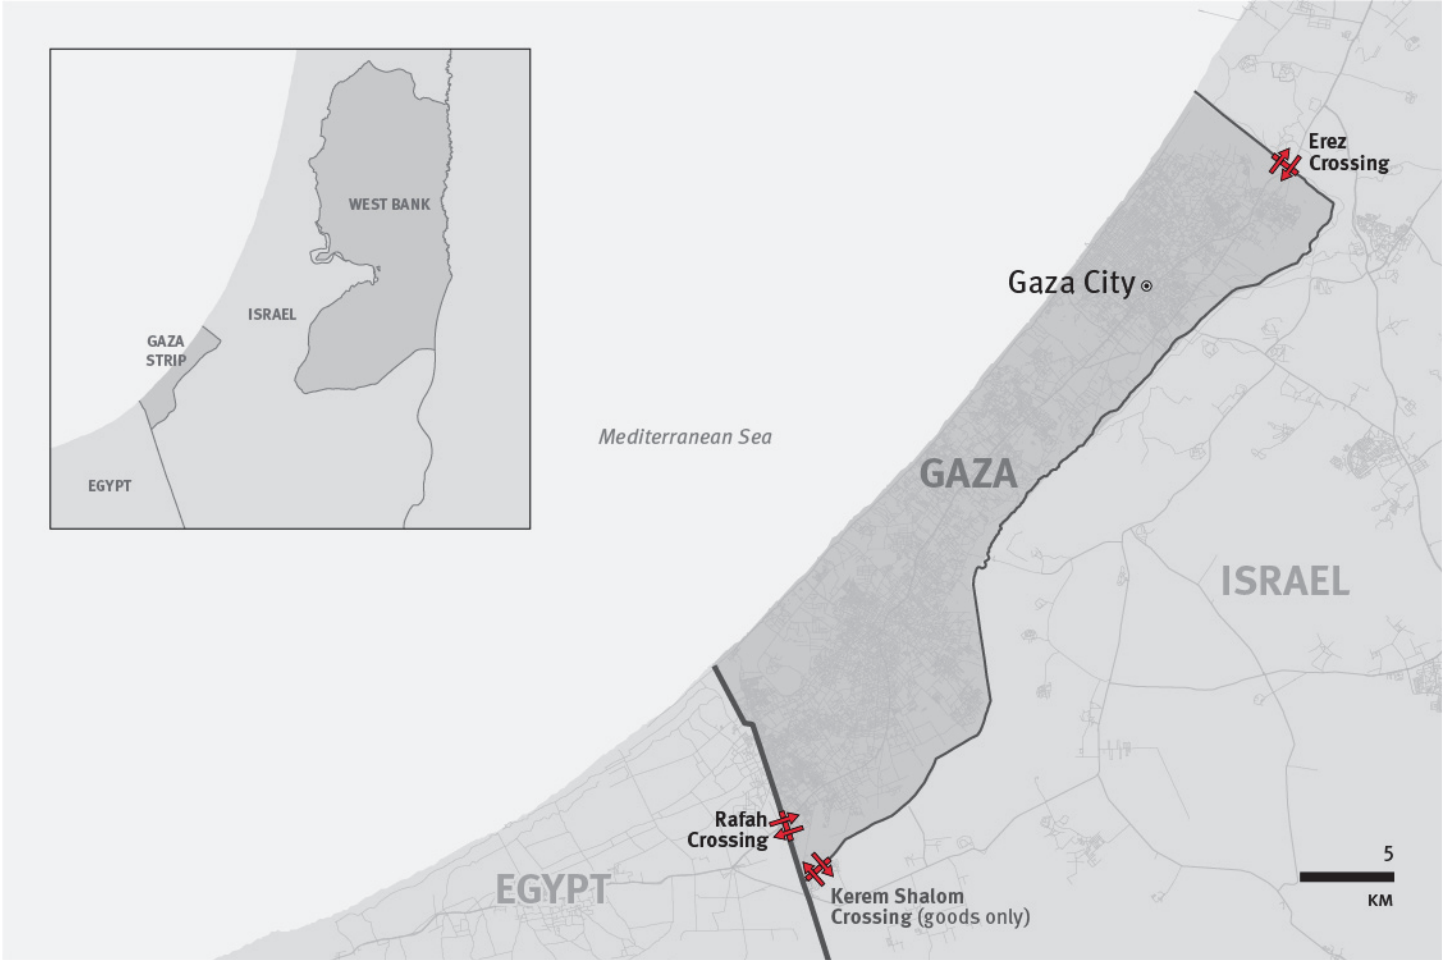 WEST BANK
ISRAEL
GAZA
STRIP
EGYPT
Erez
Crossing
Gaza City
Mediterranean Sea
GAZA
ISRAEL
Rafah
Crossing
EGYPT
Kerem Shalom
Crossing (goods only)
5
KM